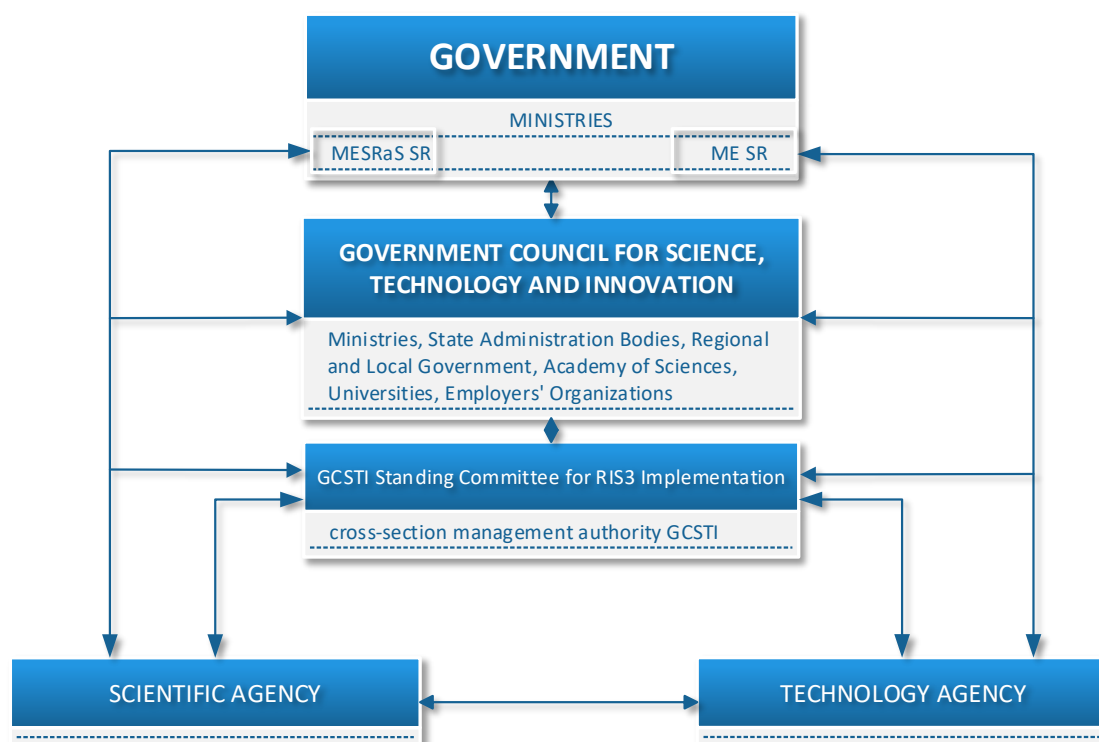 GOVERNMENT
MINISTRIES
MESRaS SR
ME SR
GOVERNMENT COUNCIL FOR SCIENCE,
TECHNOLOGY AND INNOVATION
Ministries, State Administration Bodies, Regional
and Local Government, Academy of Sciences,
Universities, Employers' Organizations
GCSTI Standing Committee for RIS3 Implementation
cross-section management authority GCSTI
SCIENTIFIC AGENCY
TECHNOLOGY AGENCY